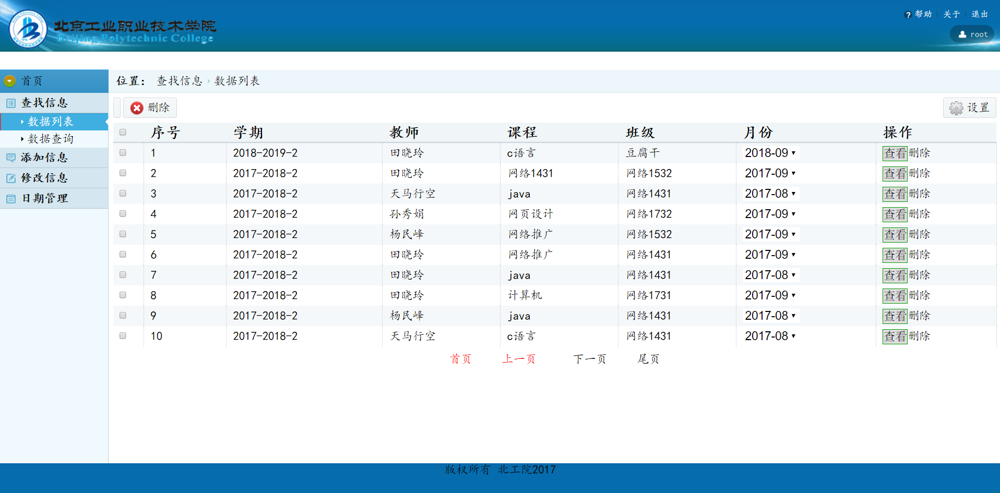 北京工业职业技术学院
Beijing Polytechnic College
帮助 关于 退出
root
首页
查找信息
数据列表
数据查询
添加信息
修改信息
日期管理
位置： 查找信息 › 数据列表
删除 设置
序号 学期 教师 课程 班级 月份 操作
1 2018-2019-2 田晓玲 c语言 豆腐干 2018-09 查看删除
2 2017-2018-2 田晓玲 网络1431 网络1532 2017-09 查看删除
3 2017-2018-2 天马行空 java 网络1431 2017-08 查看删除
4 2017-2018-2 孙秀娟 网页设计 网络1732 2017-09 查看删除
5 2017-2018-2 杨民峰 网络推广 网络1532 2017-09 查看删除
6 2017-2018-2 田晓玲 网络推广 网络1431 2017-09 查看删除
7 2017-2018-2 田晓玲 java 网络1431 2017-08 查看删除
8 2017-2018-2 田晓玲 计算机 网络1731 2017-09 查看删除
9 2017-2018-2 杨民峰 java 网络1431 2017-08 查看删除
10 2017-2018-2 天马行空 c语言 网络1431 2017-08 查看删除
首页 上一页 下一页 尾页
版权所有 北工院2017